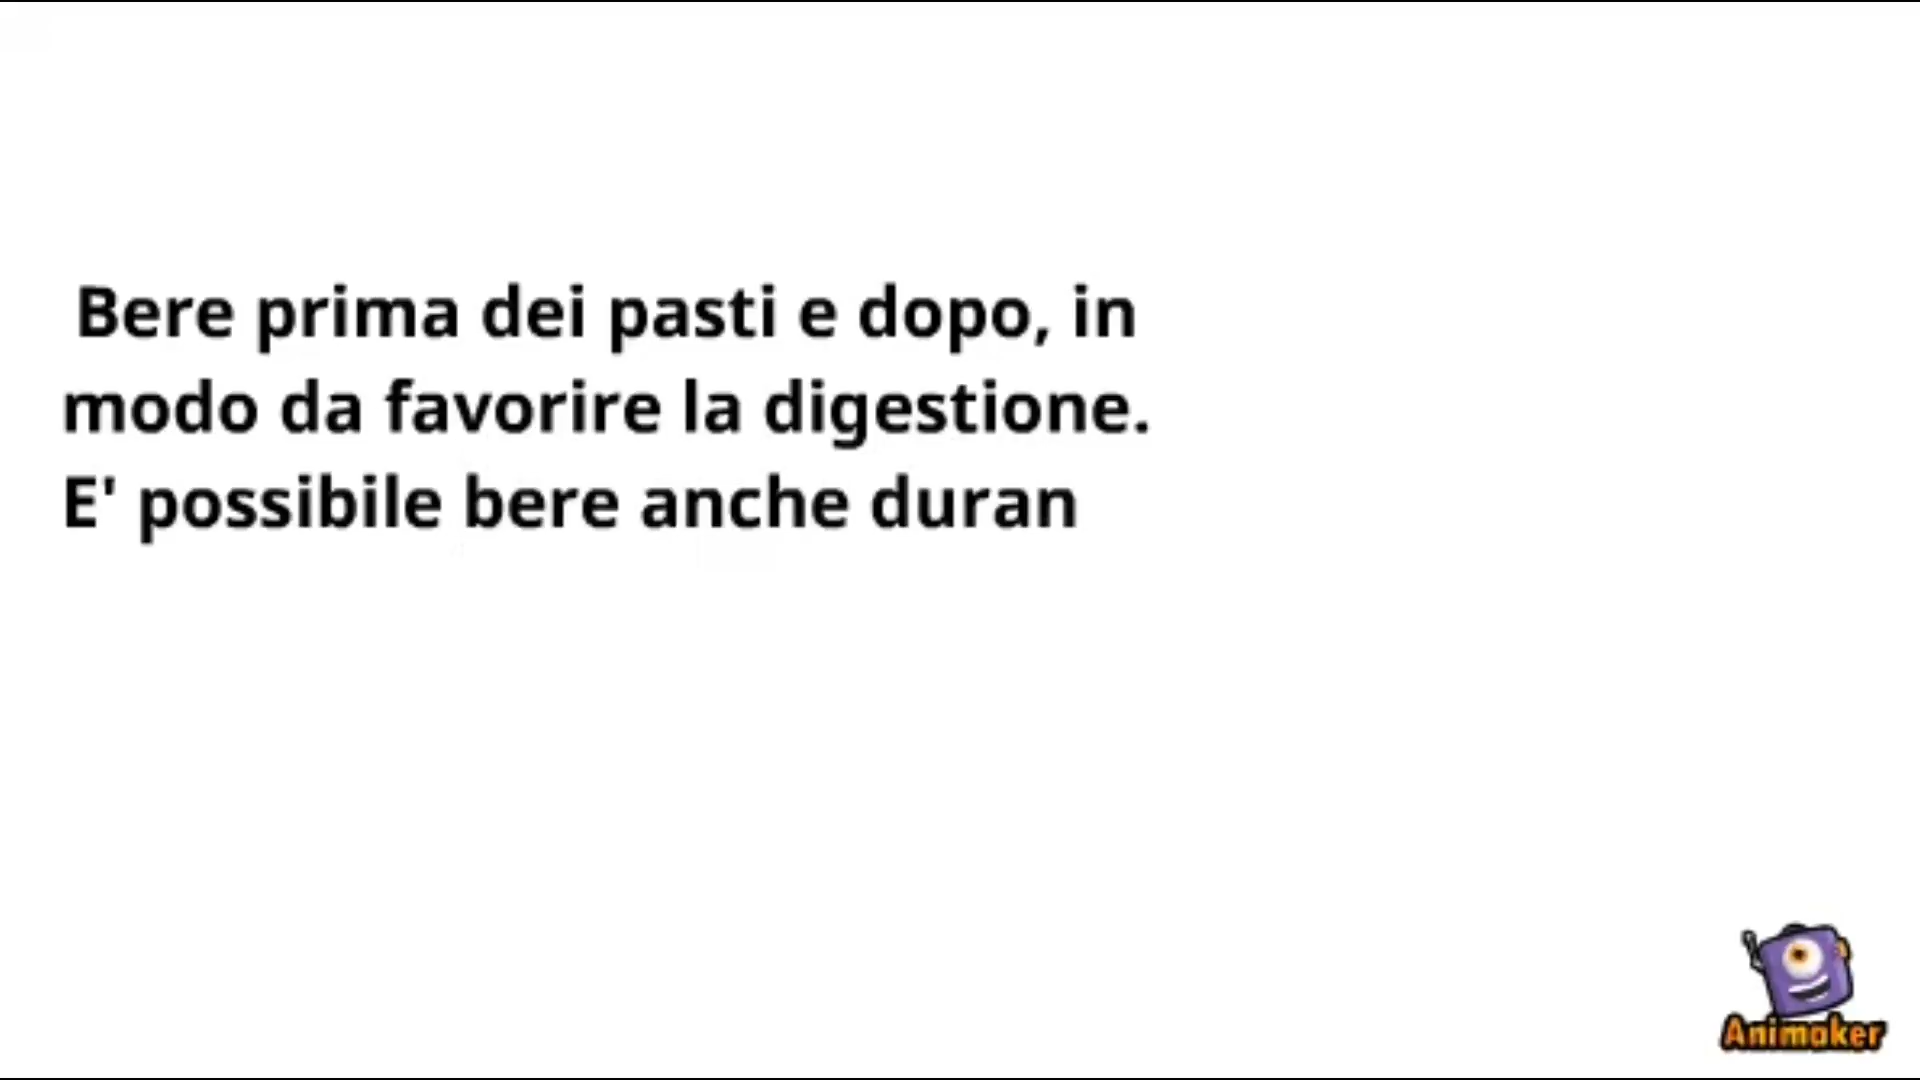 Bere prima dei pasti e dopo, in
modo da favorire la digestione.
E' possibile bere anche duran
Animaker